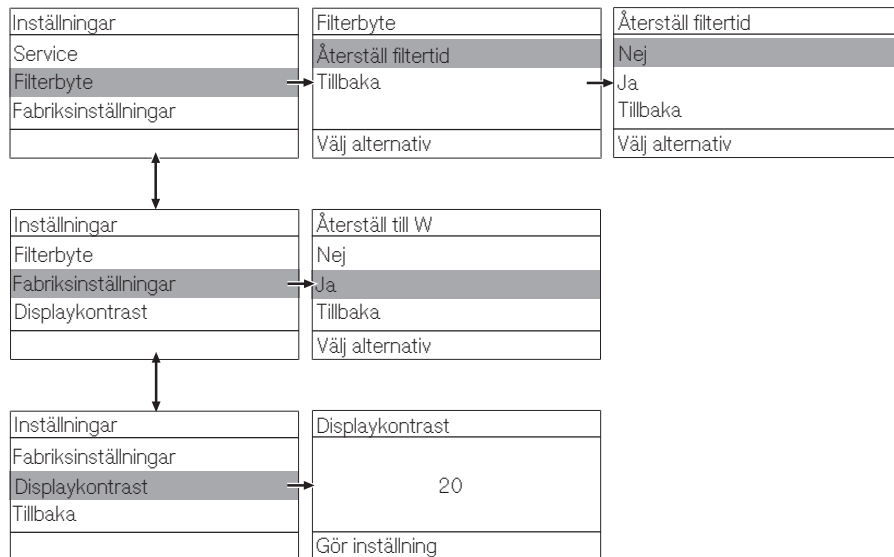 Inställningar
Service
Filterbyte
Fabriksinställningar
Filterbyte
Återställ filtertid
Tillbaka
Välj alternativ
Återställ filtertid
Nej
Ja
Tillbaka
Välj alternativ
Inställningar
Filterbyte
Fabriksinställningar
Displaykontrast
Återställ till W
Nej
Ja
Tillbaka
Välj alternativ
Inställningar
Fabriksinställningar
Displaykontrast
Tillbaka
Displaykontrast
20
Gör inställning